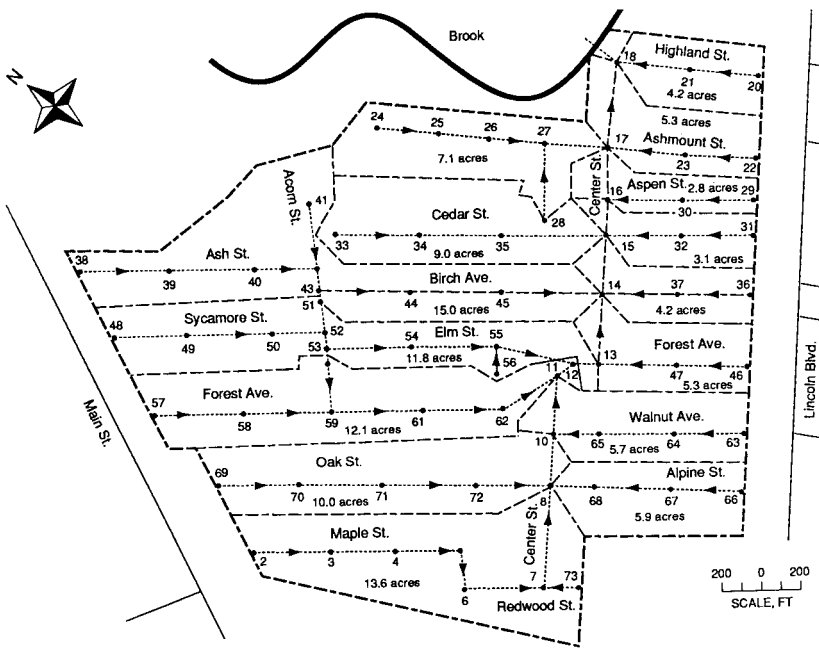 Brook
N
18
Highland St.
21
20
4.2 acres
5.3 acres
24
25
26
27
17
Ashmount St.
23
22
7.1 acres
Center St.
16
Aspen St.
2.8 acres
29
30
Acorn St.
41
28
Cedar St.
33
34
35
15
32
31
9.0 acres
3.1 acres
38
Ash St.
39
40
43
Birch Ave.
44
45
14
37
36
51
15.0 acres
4.2 acres
48
Sycamore St.
49
50
52
53
Elm St.
54
55
56
11.8 acres
11
12
13
Forest Ave.
47
46
5.3 acres
Lincoln Blvd.
57
Forest Ave.
58
59
61
62
12.1 acres
Main St.
Walnut Ave.
10
65
64
63
5.7 acres
69
Oak St.
70
71
72
8
10.0 acres
Alpine St.
68
67
66
5.9 acres
Maple St.
2
3
4
13.6 acres
6
Center St.
7
73
Redwood St.
200 0 200
SCALE, FT